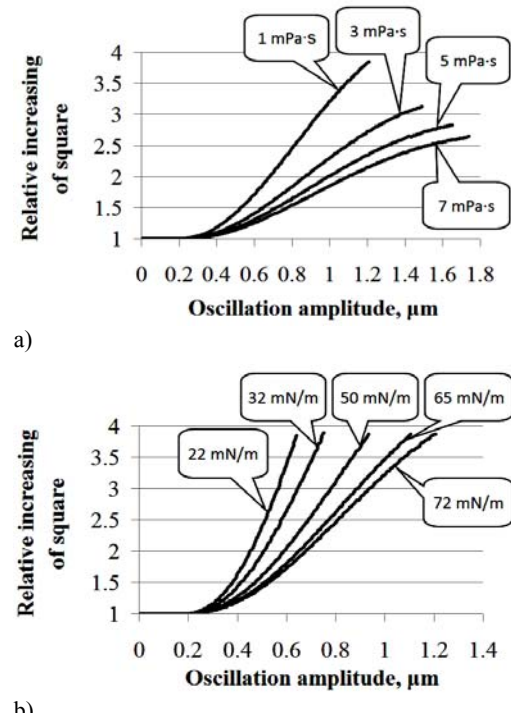 1 mPa·s
3 mPa·s
5 mPa·s
7 mPa·s
Relative increasing
of square
4
3.5
3
2.5
2
1.5
1
0 0.2 0.4 0.6 0.8 1 1.2 1.4 1.6 1.8
Oscillation amplitude, µm
a)
32 mN/m
50 mN/m
65 mN/m
22 mN/m
72 mN/m
Relative increasing
of square
4
3.5
3
2.5
2
1.5
1
0 0.2 0.4 0.6 0.8 1 1.2 1.4
Oscillation amplitude, µm
b)